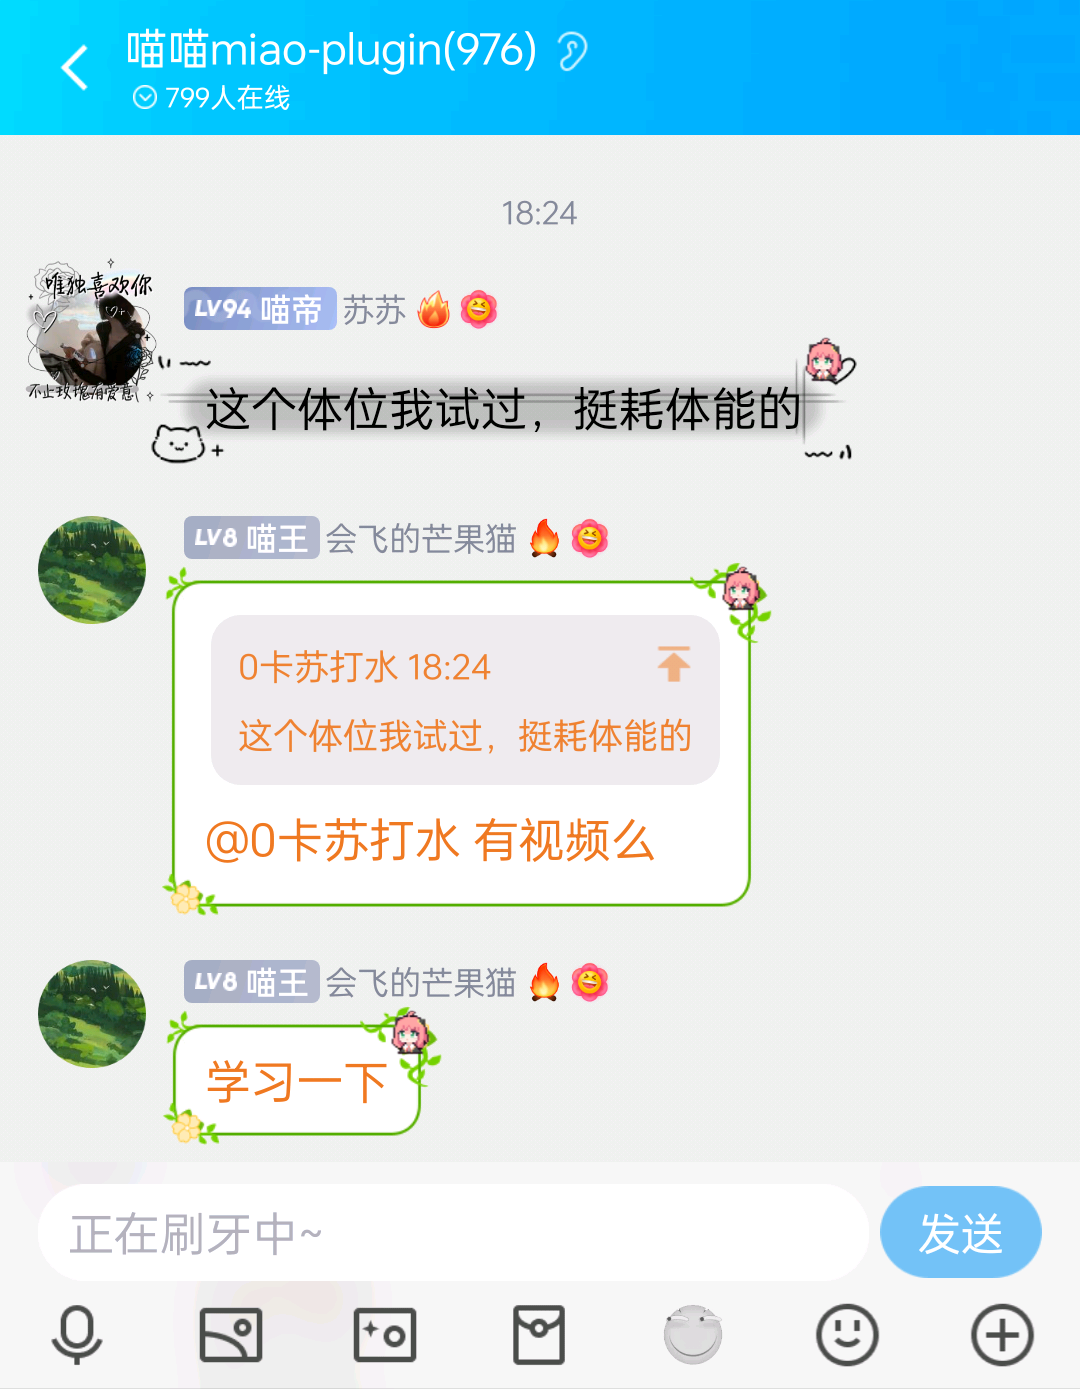 喵喵miao-plugin(976)
799人在线
18:24
唯独喜欢你
不止玫瑰有爱意
LV94 喵帝 苏苏
这个体位我试过，挺耗体能的
LV8 喵王 会飞的芒果猫
0卡苏打水 18:24
这个体位我试过，挺耗体能的
@0卡苏打水 有视频么
LV8 喵王 会飞的芒果猫
学习一下
正在刷牙中~
发送